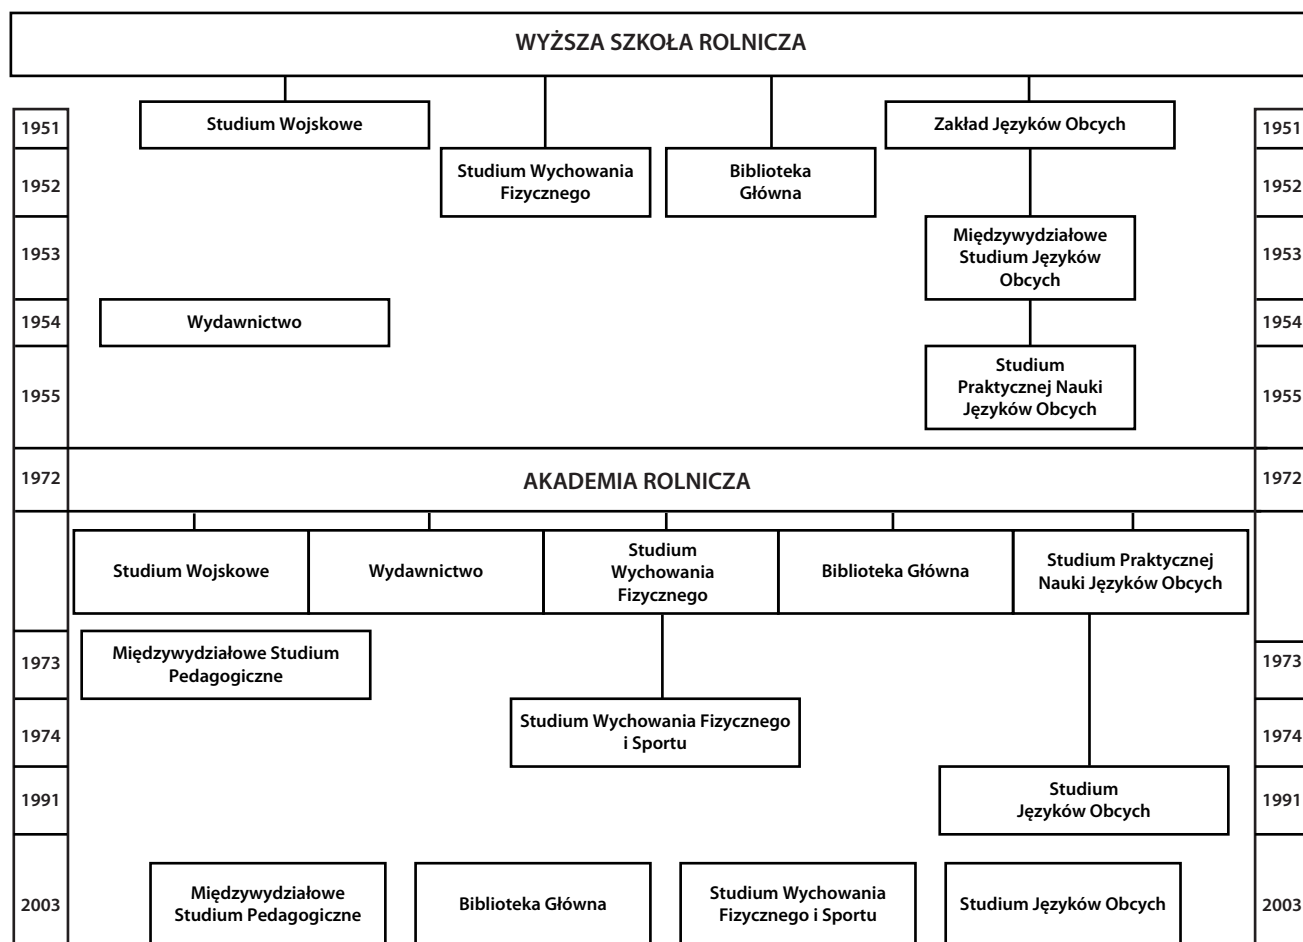 WYŻSZA SZKOŁA ROLNICZA
1951
Studium Wojskowe
Zakład Języków Obcych
1951
1952
Studium Wychowania
Fizycznego
Biblioteka
Główna
1952
1953
Międzywydziałowe
Studium Języków
Obcych
1953
1954
Wydawnictwo
1954
1955
Studium
Praktycznej Nauki
Języków Obcych
1955
1972
AKADEMIA ROLNICZA
1972
Studium Wojskowe
Wydawnictwo
Studium
Wychowania
Fizycznego
Biblioteka Główna
Studium Praktycznej
Nauki Języków Obcych
1973
Międzywydziałowe Studium
Pedagogiczne
1973
1974
Studium Wychowania Fizycznego
i Sportu
1974
1991
Studium
Języków Obcych
1991
2003
Międzywydziałowe
Studium Pedagogiczne
Biblioteka Główna
Studium Wychowania
Fizycznego i Sportu
Studium Języków Obcych
2003